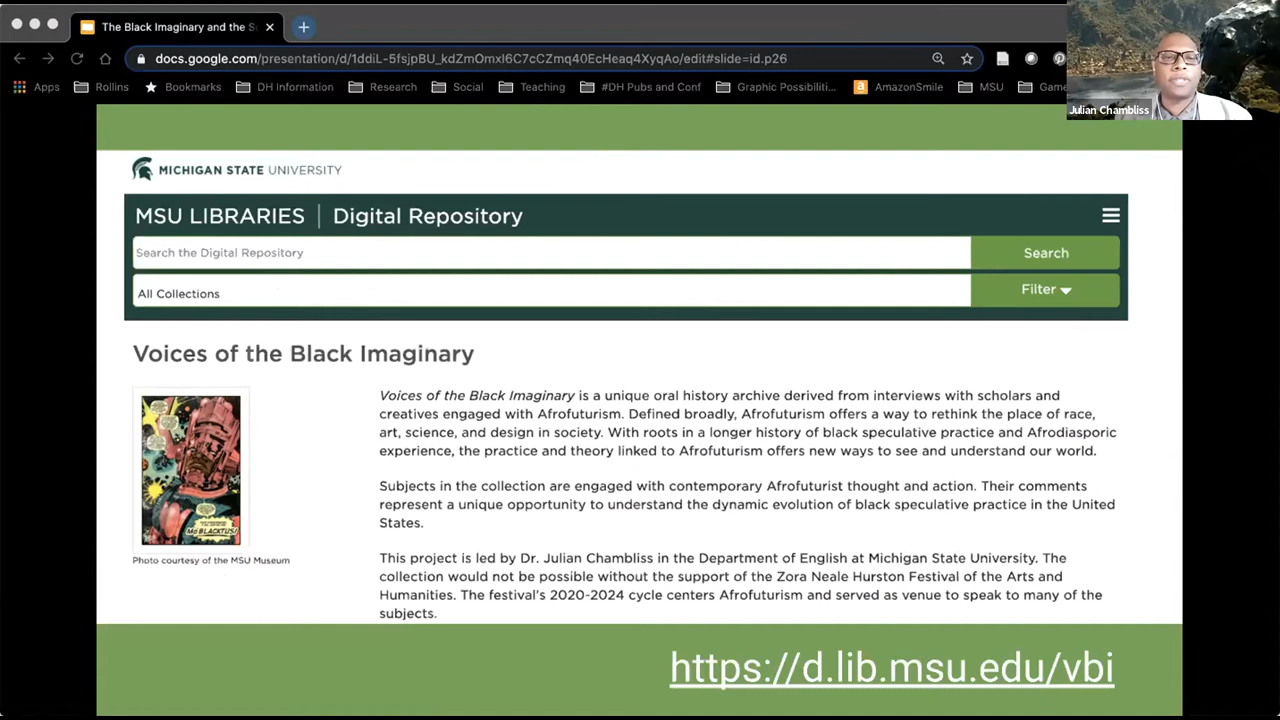 The Black Imaginary and the S
docs.google.com/presentation/d/1ddiL-5fsjpBU_kdZmOmxI6C7cCZmq40EcHeaq4XyqAo/edit#slide=id.p26
Apps Rollins Bookmarks DH Information Research Social Teaching #DH Pubs and Conf Graphic Possibiliti... AmazonSmile MSU Game
Julian Chambliss
MICHIGAN STATE UNIVERSITY
MSU LIBRARIES | Digital Repository
Search the Digital Repository Search
All Collections Filter
Voices of the Black Imaginary
Voices of the Black Imaginary is a unique oral history archive derived from interviews with scholars and
creatives engaged with Afrofuturism. Defined broadly, Afrofuturism offers a way to rethink the place of race,
art, science, and design in society. With roots in a longer history of black speculative practice and Afrodiasporic
experience, the practice and theory linked to Afrofuturism offers new ways to see and understand our world.
Subjects in the collection are engaged with contemporary Afrofuturist thought and action. Their comments
represent a unique opportunity to understand the dynamic evolution of black speculative practice in the United
States.
MR BLACKTUS!
Photo courtesy of the MSU Museum
This project is led by Dr. Julian Chambliss in the Department of English at Michigan State University. The
collection would not be possible without the support of the Zora Neale Hurston Festival of the Arts and
Humanities. The festival's 2020-2024 cycle centers Afrofuturism and served as venue to speak to many of the
subjects.
https://d.lib.msu.edu/vbi